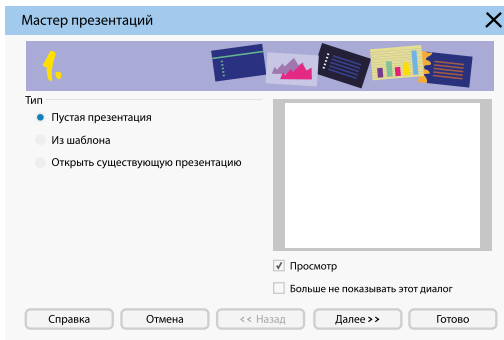 Мастер презентаций
1.
Тип
Пустая презентация
Из шаблона
Открыть существующую презентацию
Просмотр
Больше не показывать этот диалог
Справка
Отмена
<< Назад
Далее >>
Готово